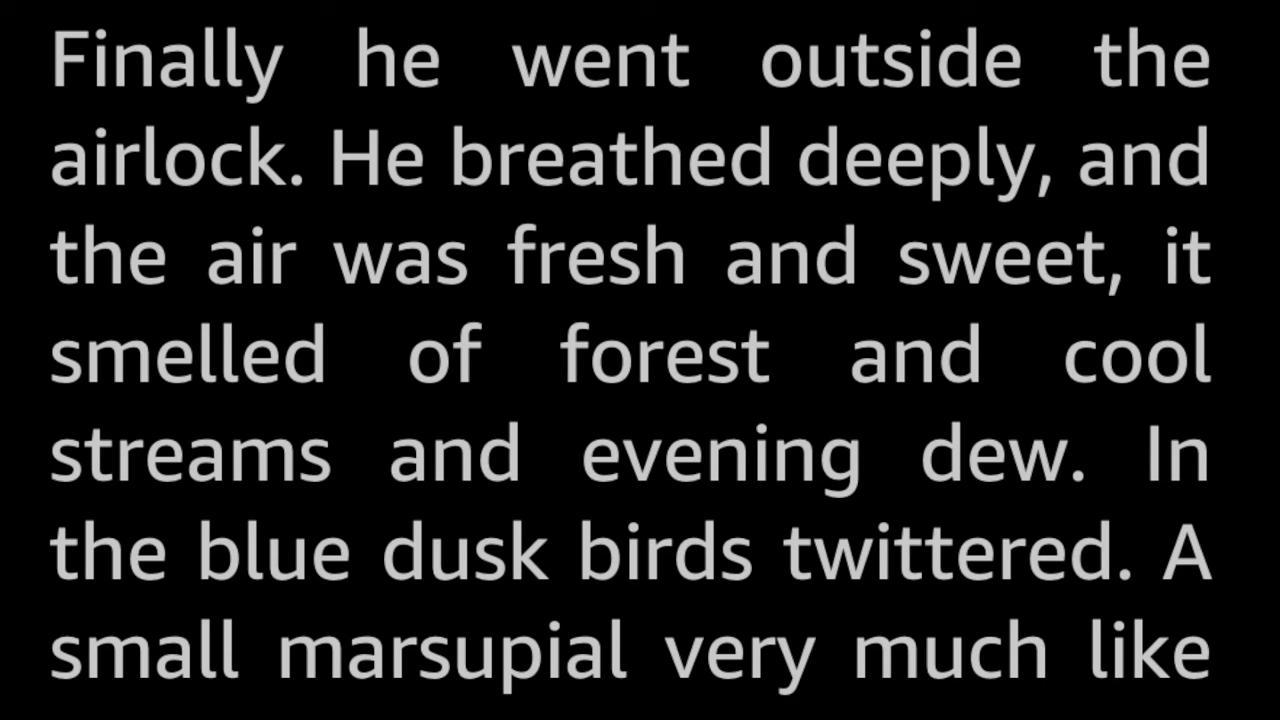 Finally he went outside the
airlock. He breathed deeply, and
the air was fresh and sweet, it
smelled of forest and cool
streams and evening dew. In
the blue dusk birds twittered. A
small marsupial very much like